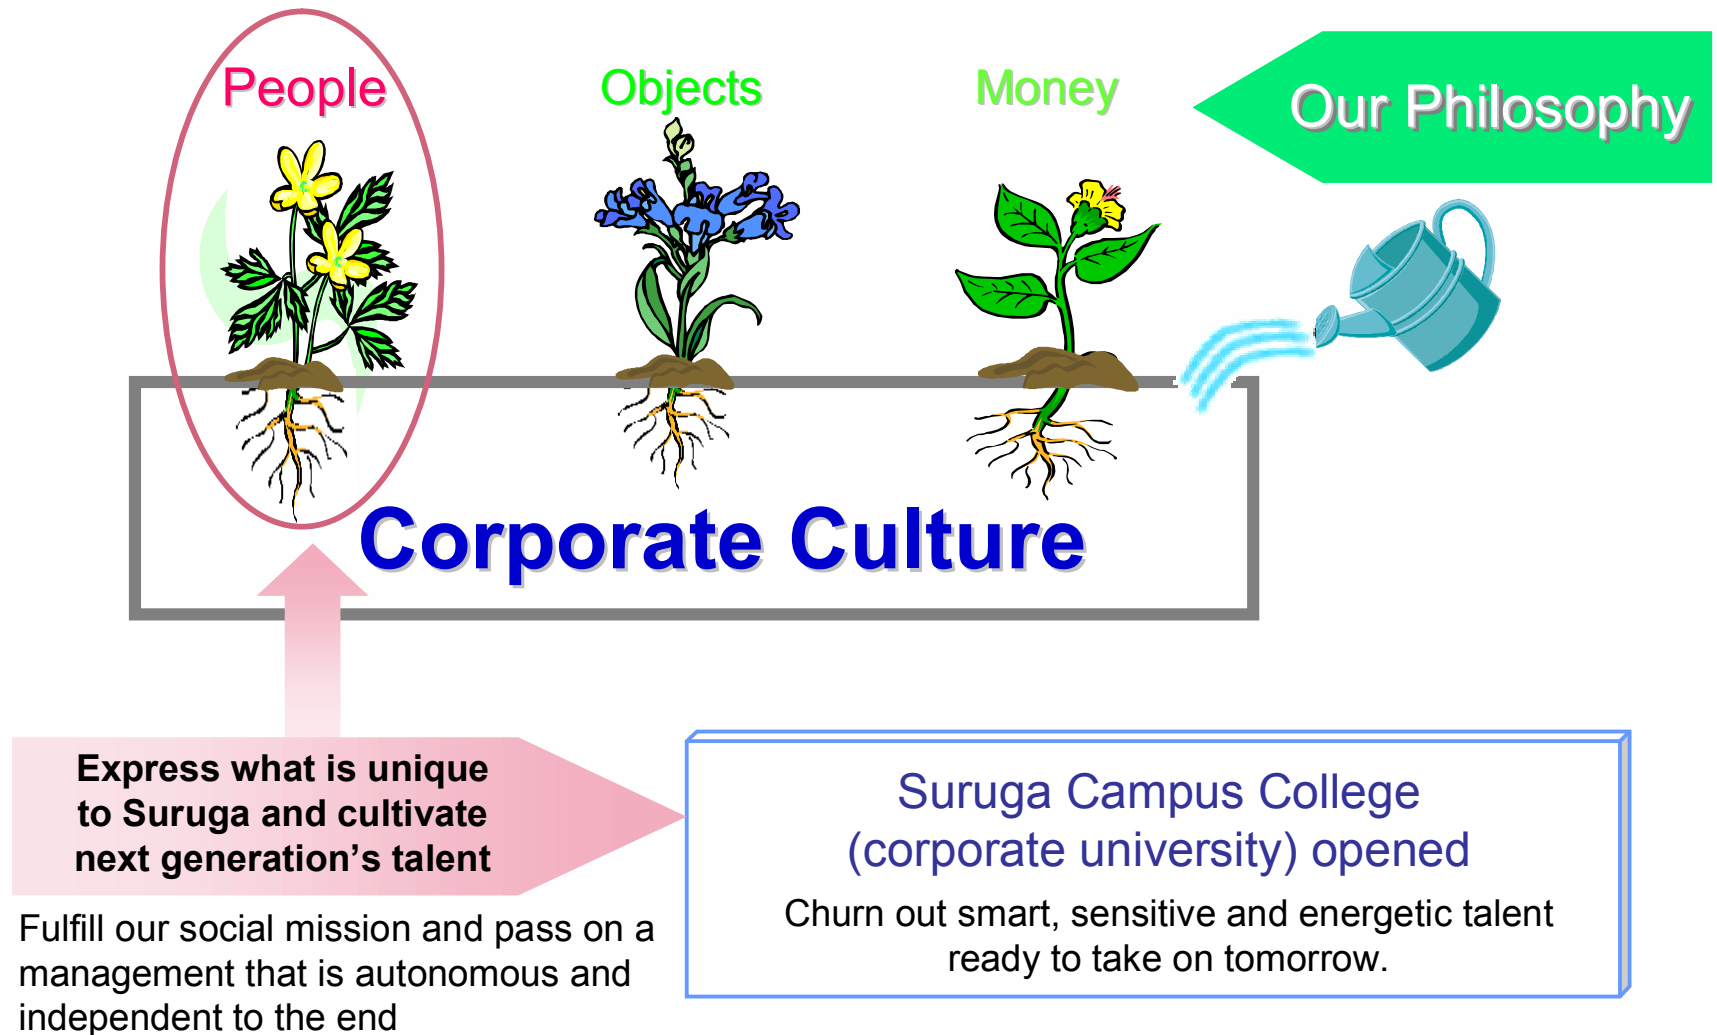 People
Objects
Money
Our Philosophy
Corporate Culture
Express what is unique
to Suruga and cultivate
next generation’s talent
Fulfill our social mission and pass on a
management that is autonomous and
independent to the end
Suruga Campus College
(corporate university) opened
Churn out smart, sensitive and energetic talent
ready to take on tomorrow.